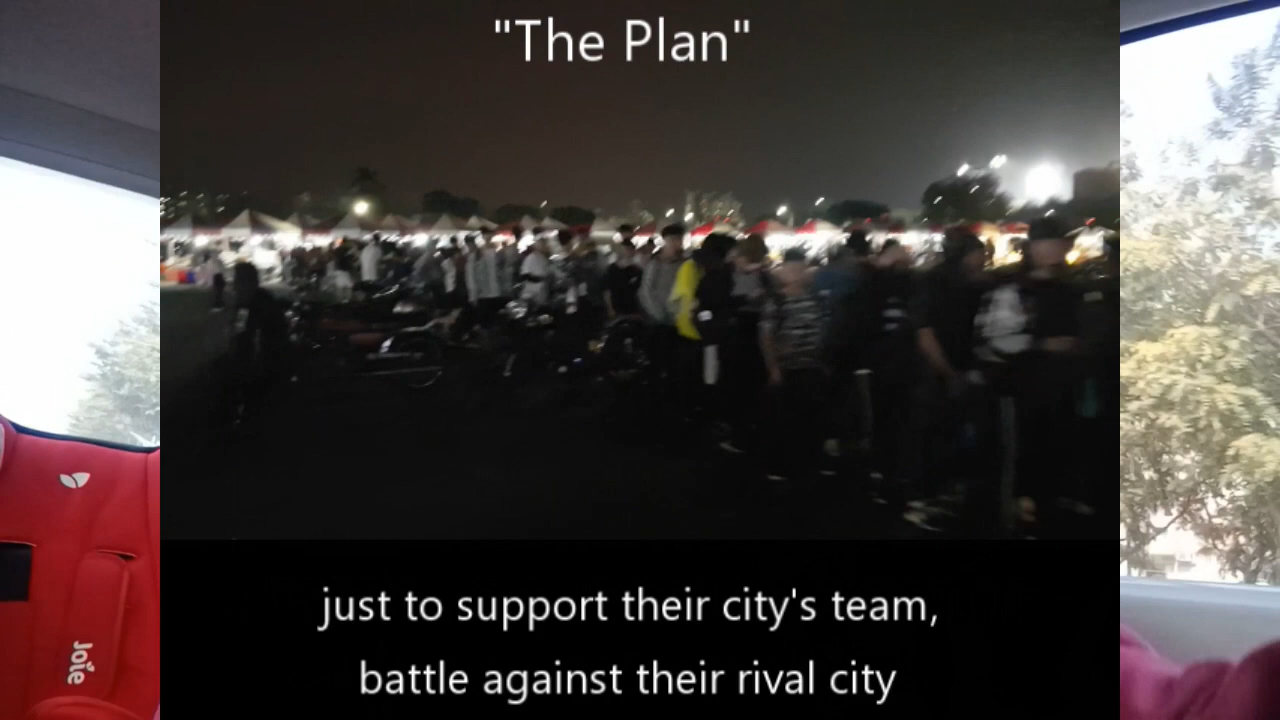 "The Plan"
just to support their city's team,
battle against their rival city
Joie